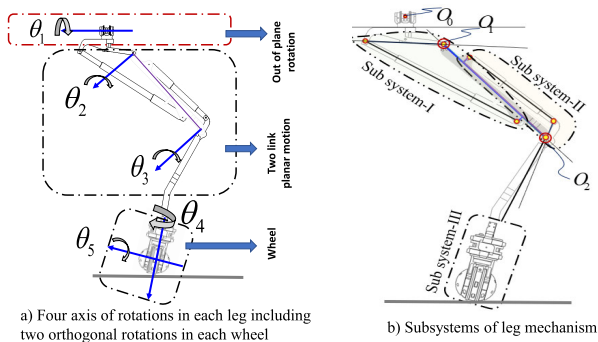 θ1
Out of plane
rotation
θ2
Two link
planar motion
θ3
θ4
θ5
Wheel
a) Four axis of rotations in each leg including
two orthogonal rotations in each wheel
O0
O1
Sub system-I
Sub system-II
O2
Sub system-III
b) Subsystems of leg mechanism